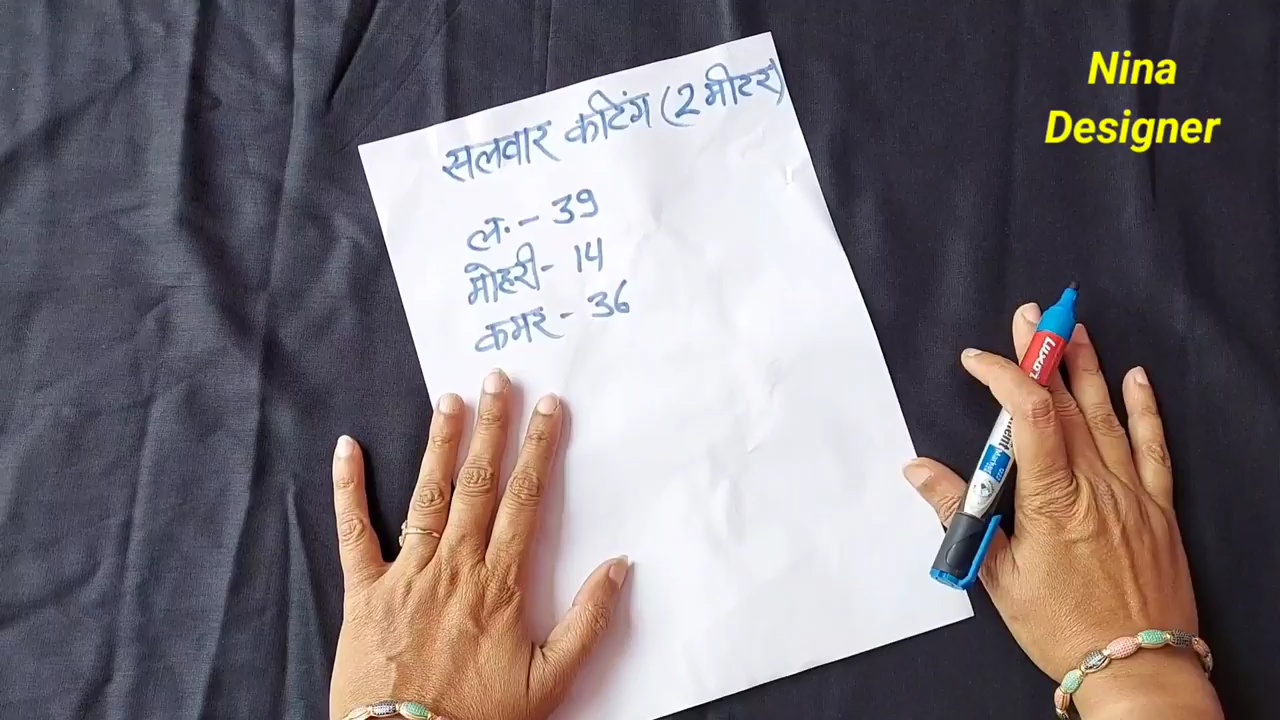 Nina
Designer
सलवार कटिंग (2 मीटर)
ल. - 39
मोहरी - 14
कमर - 36